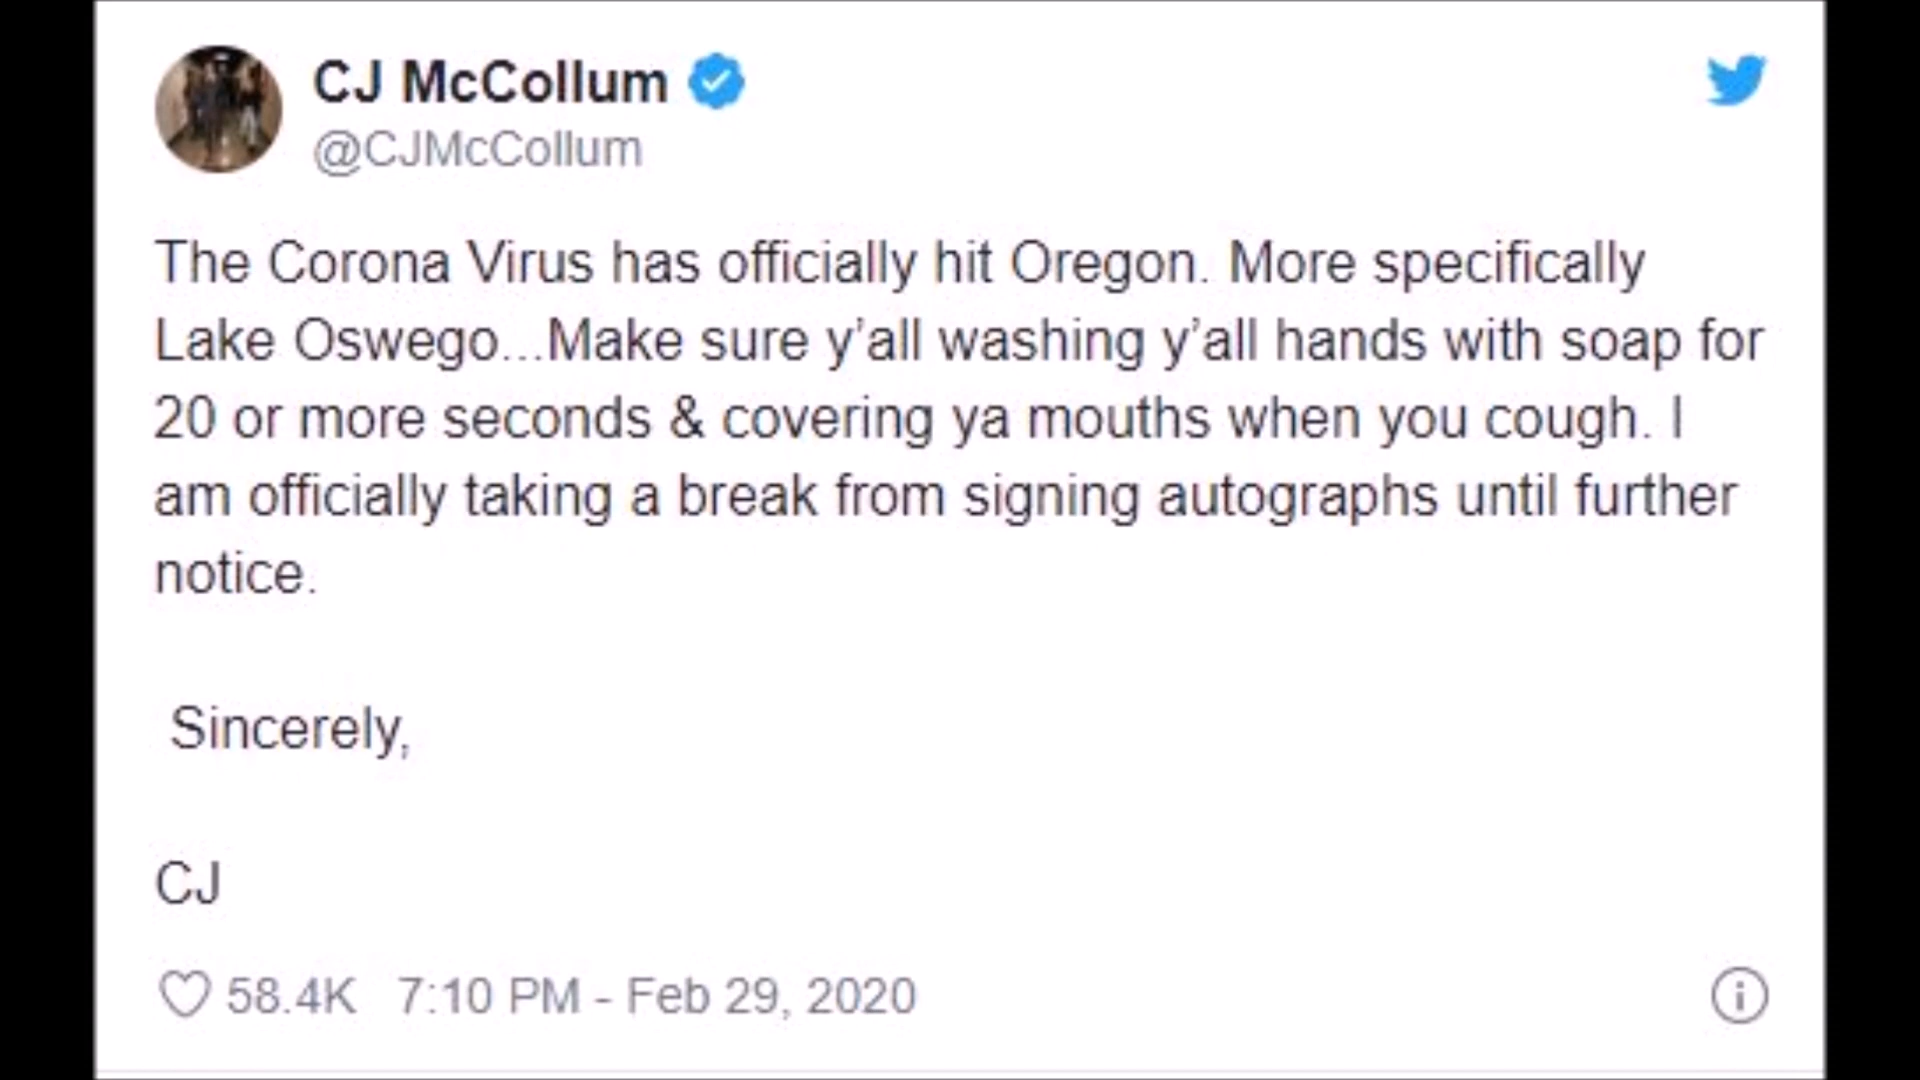 CJ McCollum
@CJMcCollum
The Corona Virus has officially hit Oregon. More specifically
Lake Oswego...Make sure y’all washing y’all hands with soap for
20 or more seconds & covering ya mouths when you cough. I
am officially taking a break from signing autographs until further
notice.
Sincerely,
CJ
58.4K 7:10 PM - Feb 29, 2020